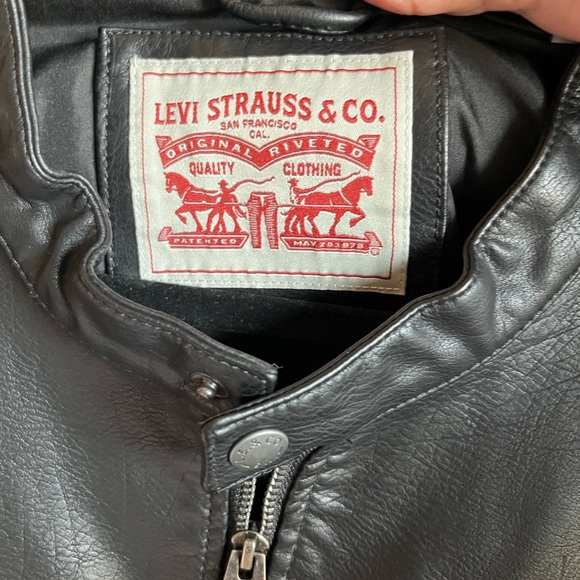 LEVI STRAUSS & CO.
SAN FRANCISCO
CAL.
ORIGINAL RIVETED
QUALITY CLOTHING
PATENTED MAY 20 1873
®